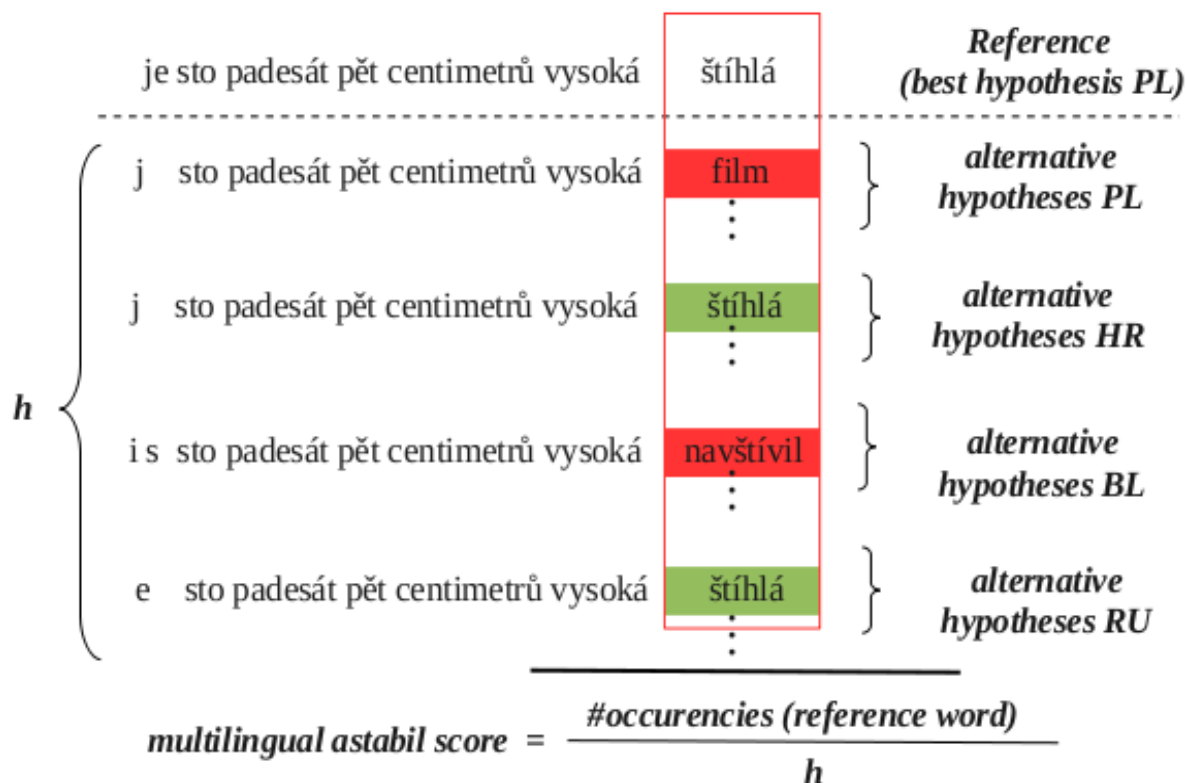 je sto padesát pět centimetrů vysoká štíhlá Reference
(best hypothesis PL)
j sto padesát pět centimetrů vysoká film alternative
hypotheses PL
j sto padesát pět centimetrů vysoká štíhlá alternative
hypotheses HR
h
i s sto padesát pět centimetrů vysoká navštívil alternative
hypotheses BL
e sto padesát pět centimetrů vysoká štíhlá alternative
hypotheses RU
multilingual astabil score = #occurencies (reference word)
h